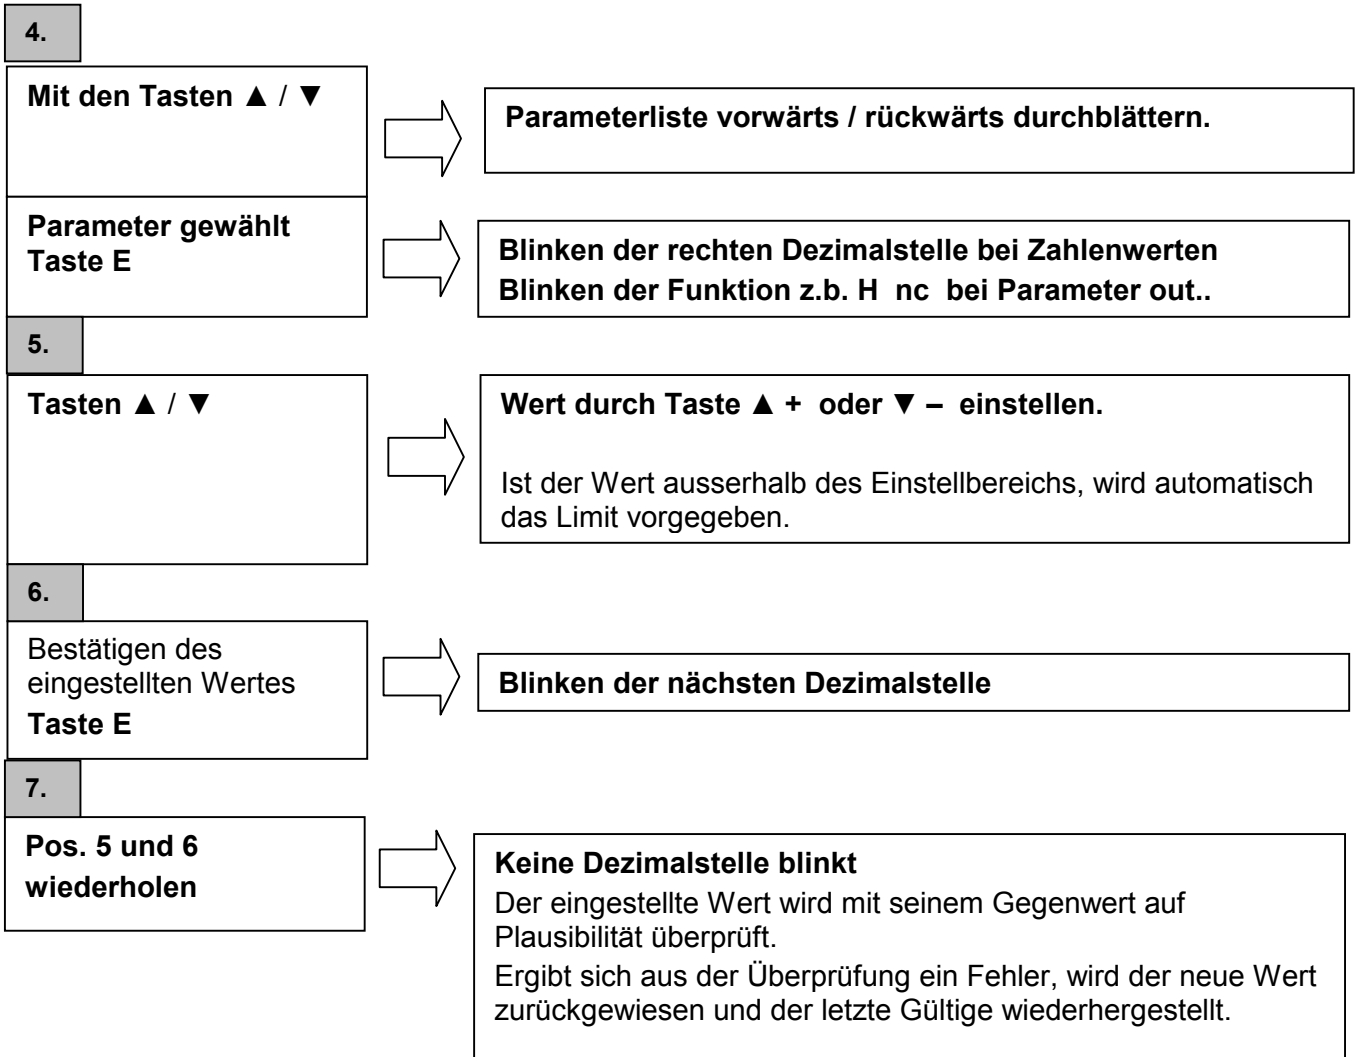 4.
Mit den Tasten ▲ / ▼
Parameterliste vorwärts / rückwärts durchblättern.
Parameter gewählt
Taste E
Blinken der rechten Dezimalstelle bei Zahlenwerten
Blinken der Funktion z.b. H nc bei Parameter out..
5.
Tasten ▲ / ▼
Wert durch Taste ▲ + oder ▼ – einstellen.
Ist der Wert ausserhalb des Einstellbereichs, wird automatisch
das Limit vorgegeben.
6.
Bestätigen des
eingestellten Wertes
Taste E
Blinken der nächsten Dezimalstelle
7.
Pos. 5 und 6
wiederholen
Keine Dezimalstelle blinkt
Der eingestellte Wert wird mit seinem Gegenwert auf
Plausibilität überprüft.
Ergibt sich aus der Überprüfung ein Fehler, wird der neue Wert
zurückgewiesen und der letzte Gültige wiederhergestellt.